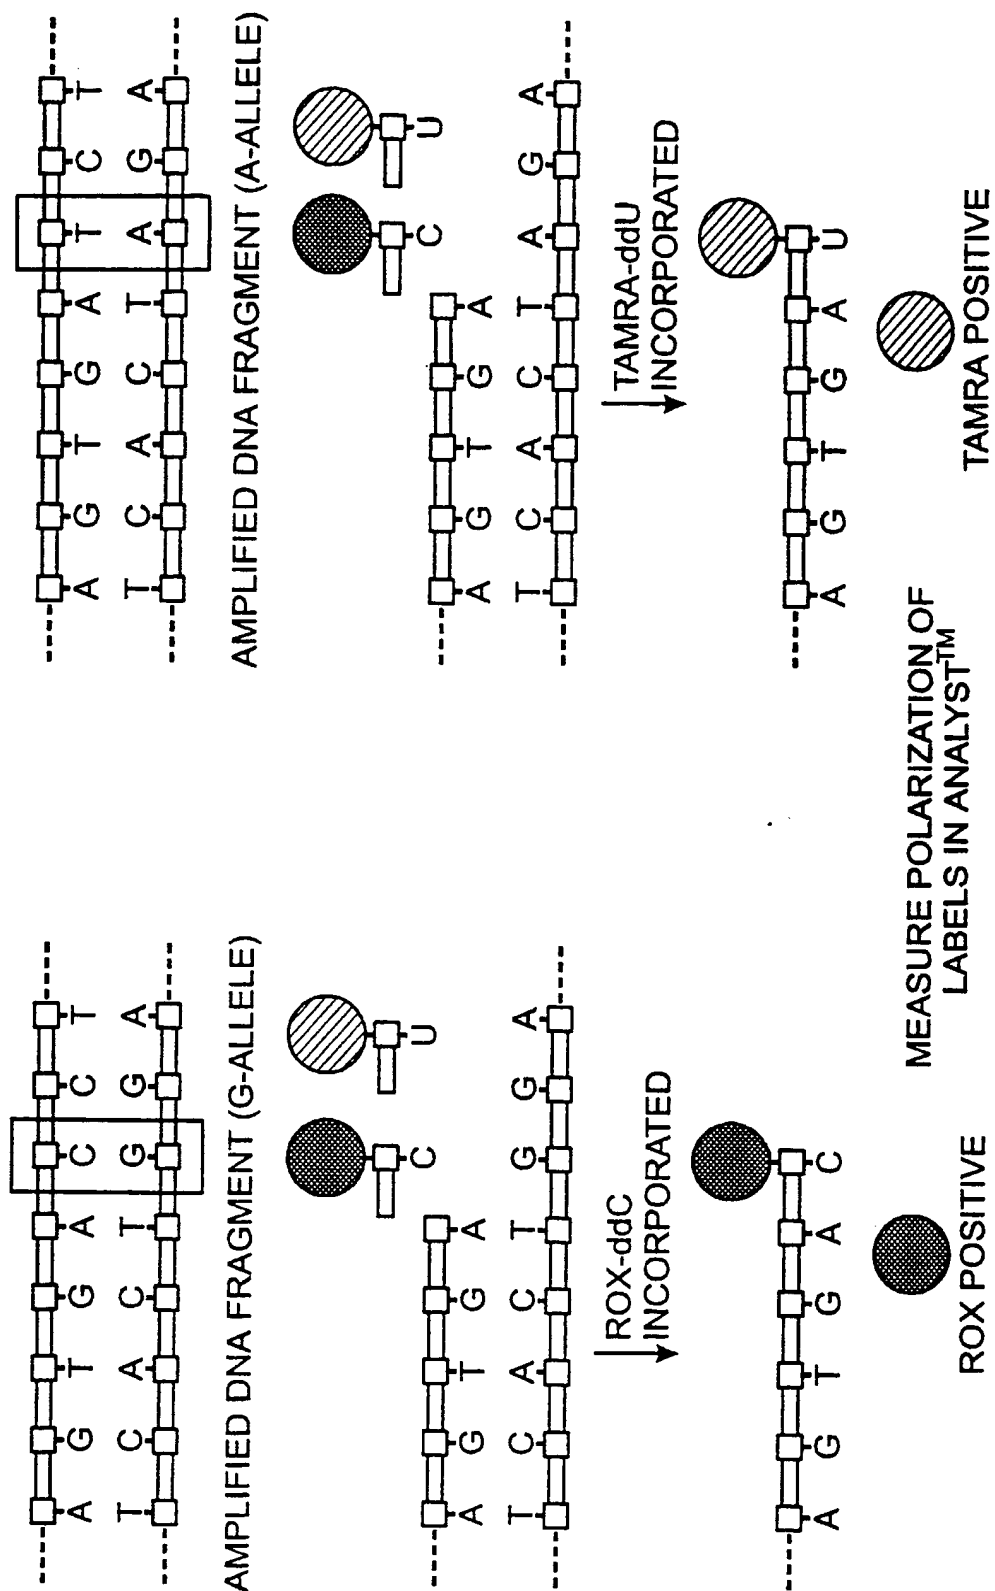 A G T G A C C T
T C A C T G G A
AMPLIFIED DNA FRAGMENT (G-ALLELE)
C U
A G T G A
T C A C T G G A
ROX-ddC
INCORPORATED
A G T G A C
ROX POSITIVE
A G T G A T C T
T C A C T A G A
AMPLIFIED DNA FRAGMENT (A-ALLELE)
C U
A G T G A
T C A C T A G A
TAMRA-ddU
INCORPORATED
A G T G A U
TAMRA POSITIVE
MEASURE POLARIZATION OF
LABELS IN ANALYST™